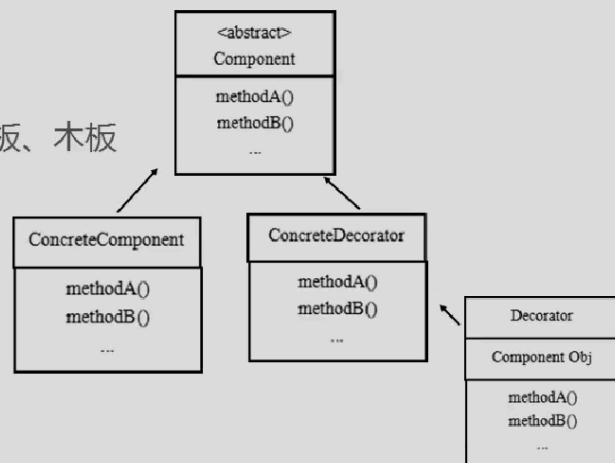 <abstract>
Component
methodA()
methodB()
...
板、木板
ConcreteComponent
methodA()
methodB()
...
ConcreteDecorator
methodA()
methodB()
...
Decorator
Component Obj
methodA()
methodB()
...